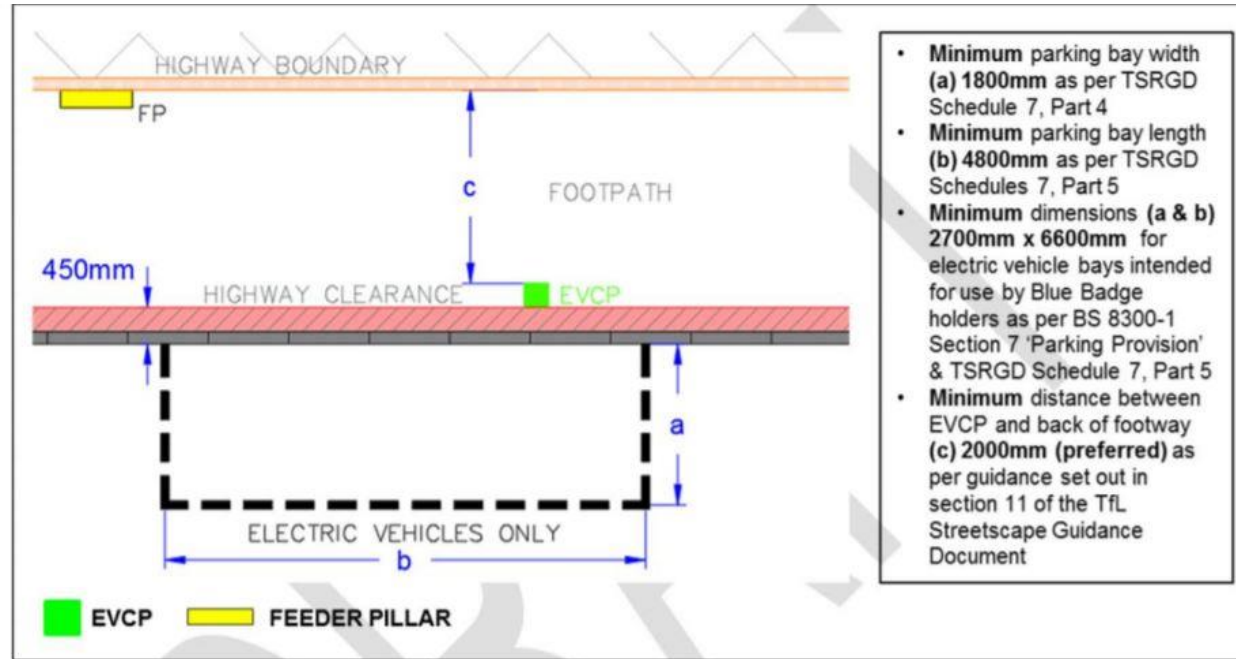 HIGHWAY BOUNDARY
FP
c
FOOTPATH
450mm
HIGHWAY CLEARANCE
EVCP
a
ELECTRIC VEHICLES ONLY
b
EVCP
FEEDER PILLAR
• Minimum parking bay width
(a) 1800mm as per TSRGD
Schedule 7, Part 4
• Minimum parking bay length
(b) 4800mm as per TSRGD
Schedules 7, Part 5
• Minimum dimensions (a & b)
2700mm x 6600mm for
electric vehicle bays intended
for use by Blue Badge
holders as per BS 8300-1
Section 7 ‘Parking Provision’
& TSRGD Schedule 7, Part 5
• Minimum distance between
EVCP and back of footway
(c) 2000mm (preferred) as
per guidance set out in
section 11 of the TfL
Streetscape Guidance
Document